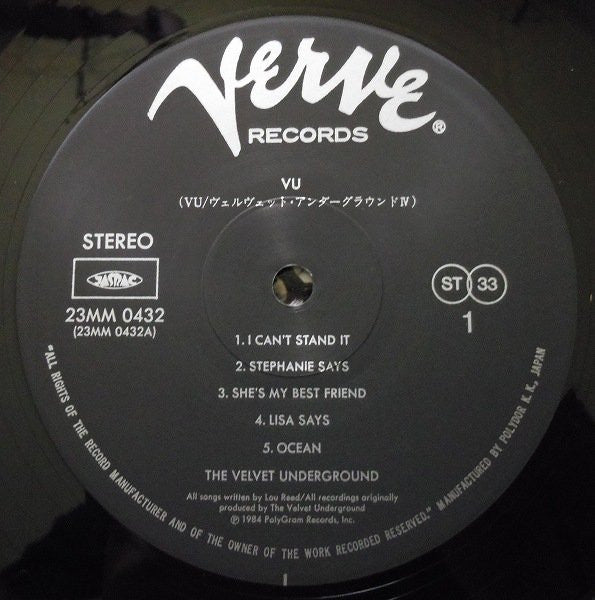 Verve®
RECORDS
VU
(VU/ヴェルヴェット・アンダーグラウンドⅣ)
STEREO
JASRAC
23MM 0432
(23MM 0432A)
ST 33
1
1. I CAN'T STAND IT
2. STEPHANIE SAYS
3. SHE'S MY BEST FRIEND
4. LISA SAYS
5. OCEAN
THE VELVET UNDERGROUND
All songs written by Lou Reed/All recordings originally
produced by The Velvet Underground
℗ 1984 PolyGram Records, Inc.
"ALL RIGHTS OF THE RECORD MANUFACTURER AND OF THE OWNER OF THE WORK RECORDED RESERVED." MANUFACTURED BY POLYDOR K. K., JAPAN